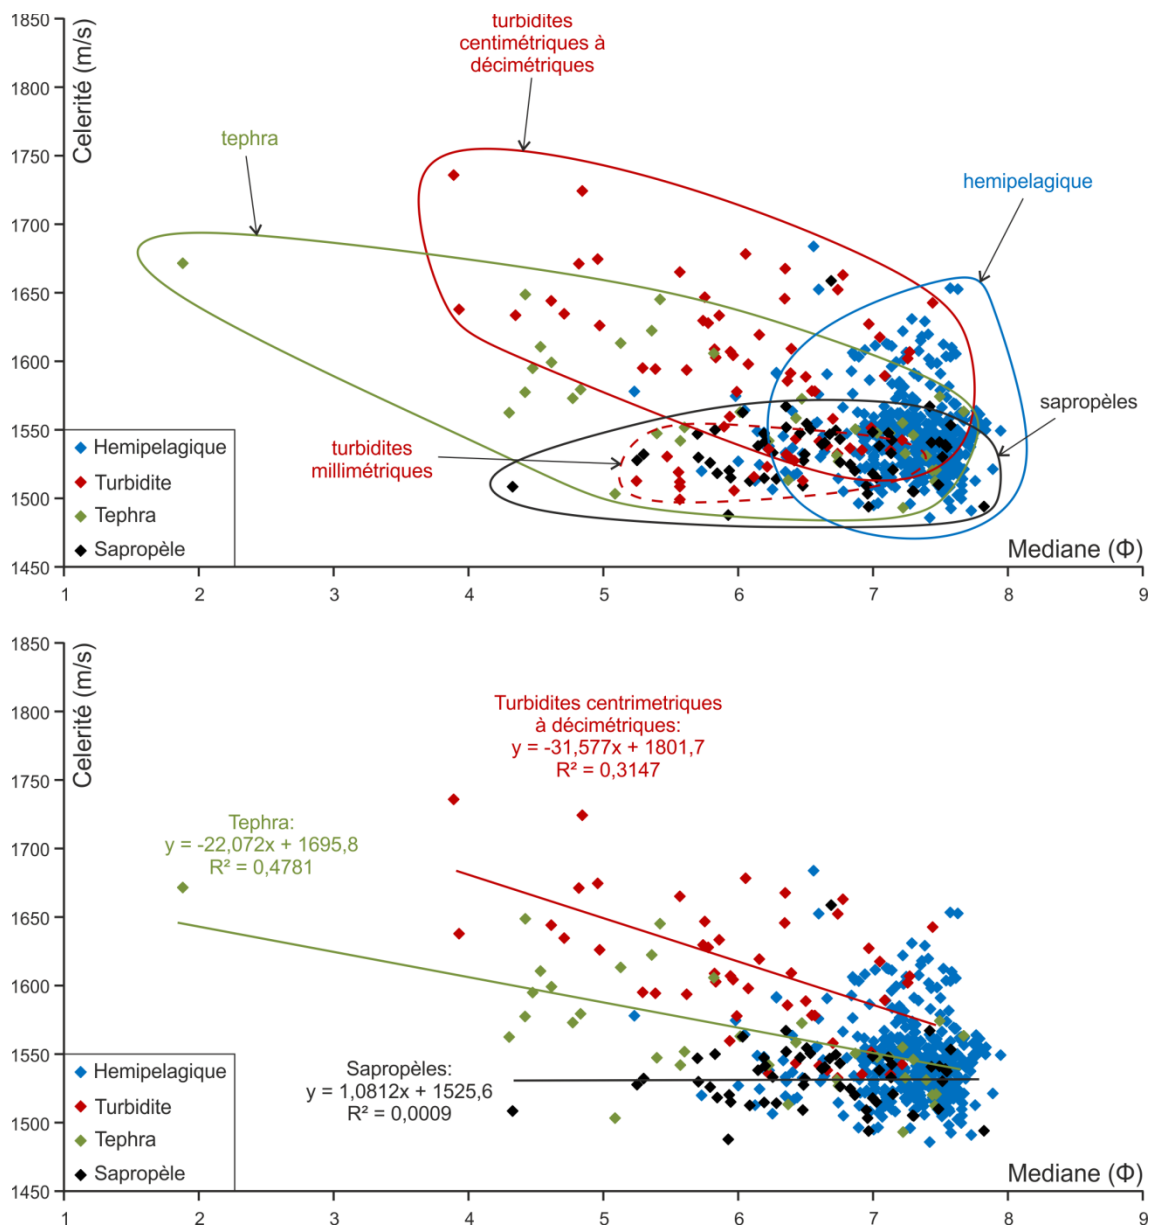 Celerité (m/s)
1850
1800
1750
1700
1650
1600
1550
1500
1450
turbidites
centimétriques à
décimétriques
tephra
hemipelagique
sapropèles
turbidites
millimétriques
Hemipelagique
Turbidite
Tephra
Sapropèle
Mediane (Φ)
1 2 3 4 5 6 7 8 9
Celerité (m/s)
1850
1800
1750
1700
1650
1600
1550
1500
1450
Turbidites centrimetriques
à décimétriques:
y = -31,577x + 1801,7
R² = 0,3147
Tephra:
y = -22,072x + 1695,8
R² = 0,4781
Sapropèles:
y = 1,0812x + 1525,6
R² = 0,0009
Hemipelagique
Turbidite
Tephra
Sapropèle
Mediane (Φ)
1 2 3 4 5 6 7 8 9